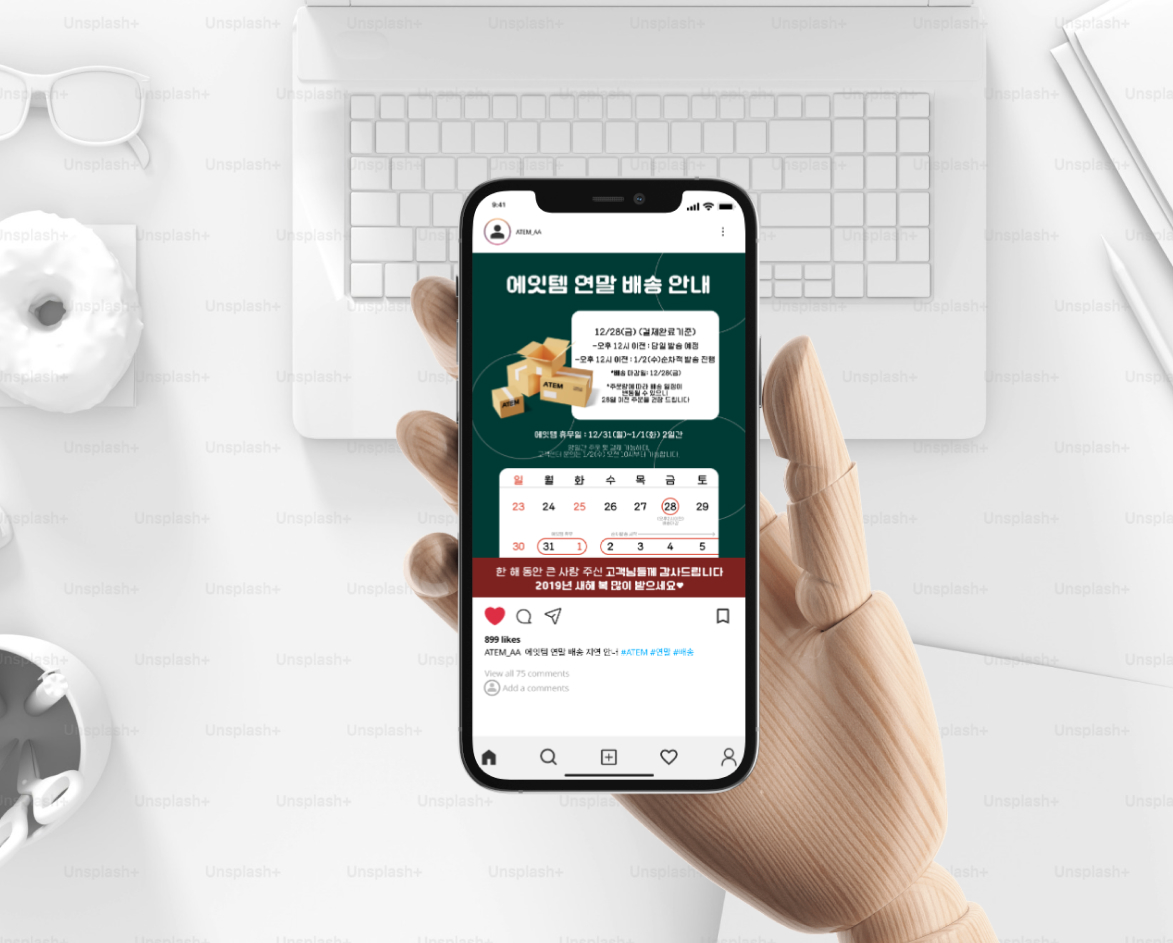 9:41
ATEM_AA
에잇템 연말 배송 안내
12/28(금) (결제완료기준)
-오후 12시 이전 : 당일 발송 예정
-오후 12시 이전 : 1/2(수)순차적 발송 진행
*배송 마감일: 12/28(금)
*주문량에 따라 배송 일정이
변동될 수 있으니
28일 이전 주문을 권장 드립니다
ATEM
ATEM
에잇템 휴무일 : 12/31(월)~1/1(화) 2일간
일 월 화 수 목 금 토
23 24 25 26 27 28 29
30 31 1 2 3 4 5
한 해 동안 큰 사랑 주신 고객님들께 감사드립니다
2019년 새해 복 많이 받으세요♥
899 likes
ATEM_AA 에잇템 연말 배송 지연 안내 #ATEM #연말 #배송
View all 75 comments
Add a comments
Unsplash+